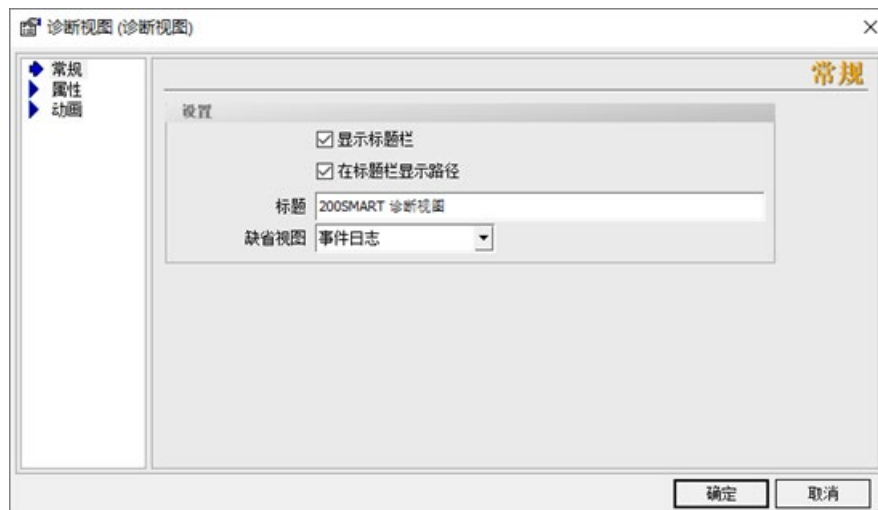 诊断视图 (诊断视图)
常规
属性
动画
常规
设置
显示标题栏
在标题栏显示路径
标题 200SMART 诊断视图
缺省视图 事件日志
确定 取消